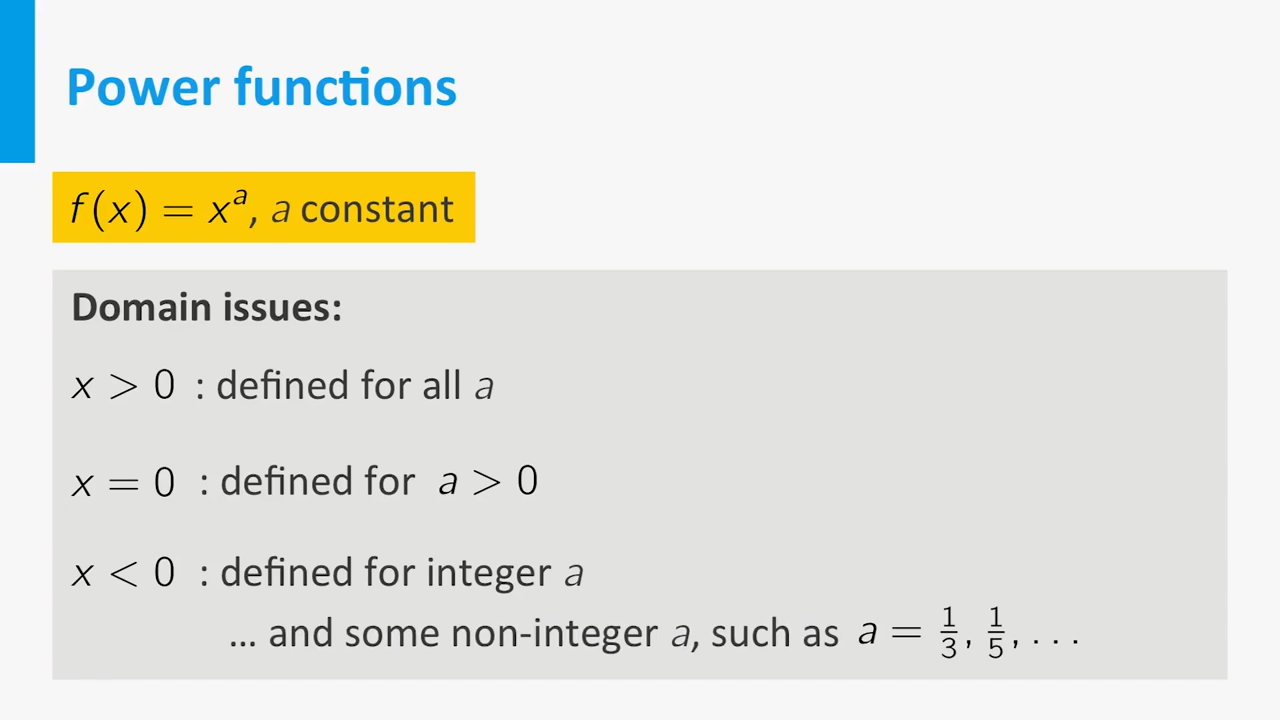 Power functions
f(x) = xᵃ, a constant
Domain issues:
x > 0 : defined for all a
x = 0 : defined for a > 0
x < 0 : defined for integer a
... and some non-integer a, such as a = 1/3, 1/5, ...